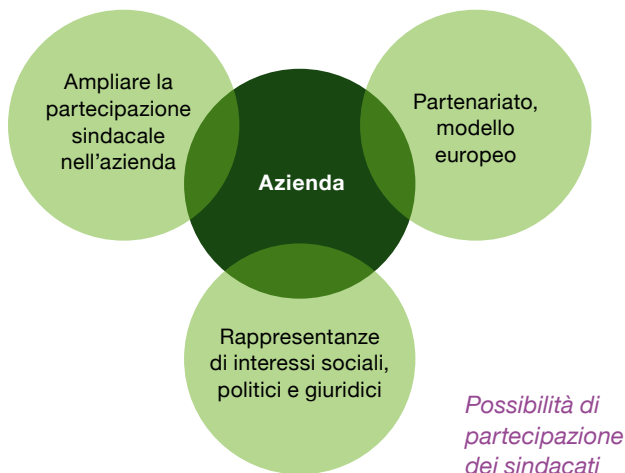 Ampliare la
partecipazione
sindacale
nell'azienda
Partenariato,
modello
europeo
Azienda
Rappresentanze
di interessi sociali,
politici e giuridici
Possibilità di
partecipazione
dei sindacati